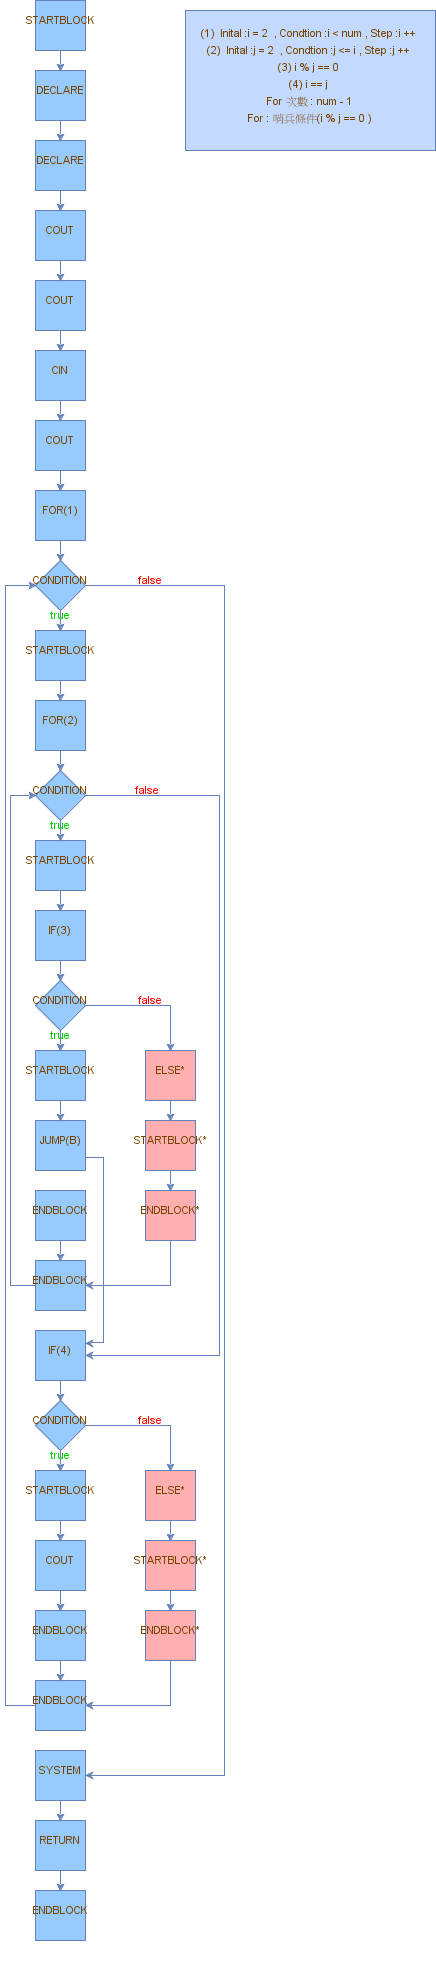 STARTBLOCK
(1) Inital :i = 2 , Condtion :i < num , Step :i ++
(2) Inital :j = 2 , Condtion :j <= i , Step :j ++
(3) i % j == 0
(4) i == j
For 次數 : num - 1
For : 哨兵條件(i % j == 0 )
DECLARE
DECLARE
COUT
COUT
CIN
COUT
FOR(1)
CONDITION
false
true
STARTBLOCK
FOR(2)
CONDITION
false
true
STARTBLOCK
IF(3)
CONDITION
false
true
STARTBLOCK
ELSE*
JUMP(B)
STARTBLOCK*
ENDBLOCK
ENDBLOCK*
ENDBLOCK
IF(4)
CONDITION
false
true
STARTBLOCK
ELSE*
COUT
STARTBLOCK*
ENDBLOCK
ENDBLOCK*
ENDBLOCK
SYSTEM
RETURN
ENDBLOCK